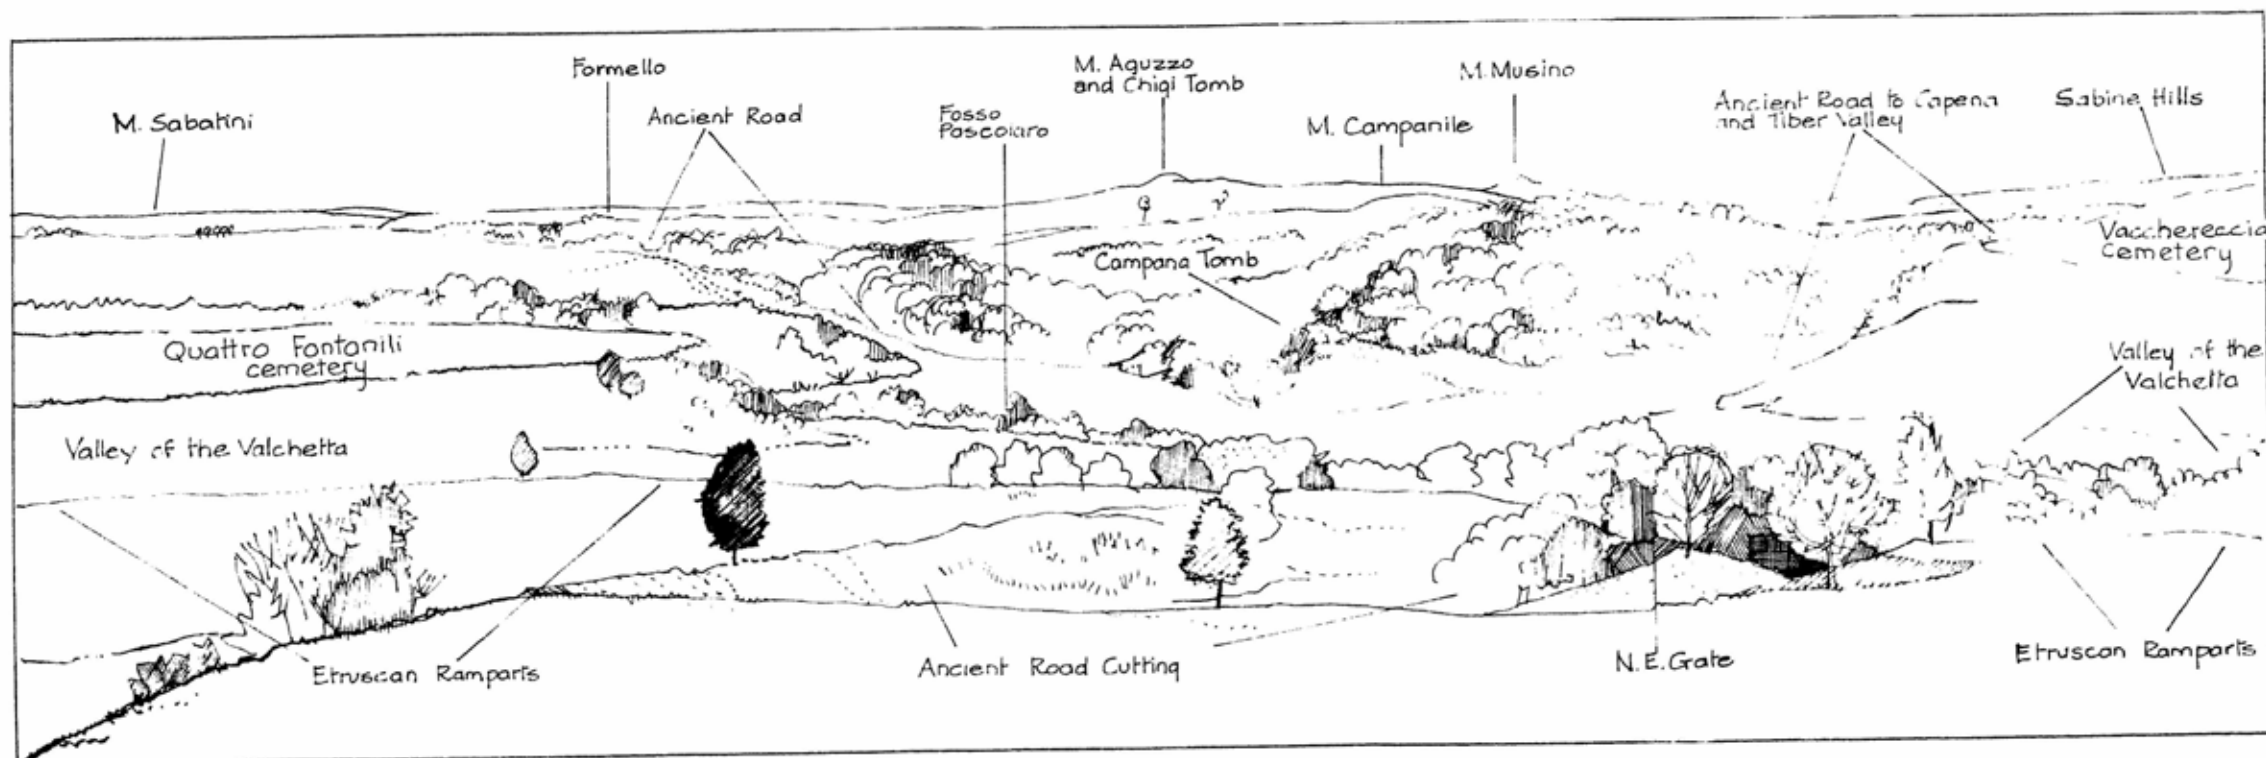 Formello
M. Aguzzo
and Chigi Tomb
M. Musino
M. Sabatini
Ancient Road
Fosso
Pascolaro
M. Campanile
Ancient Road to Capena
and Tiber Valley
Sabine Hills
Vacchereccia
Cemetery
Campana Tomb
Quattro Fontanili
cemetery
Valley of the
Valchetta
Valley of the Valchetta
Etruscan Ramparts
Ancient Road Cutting
N.E. Gate
Etruscan Ramparts